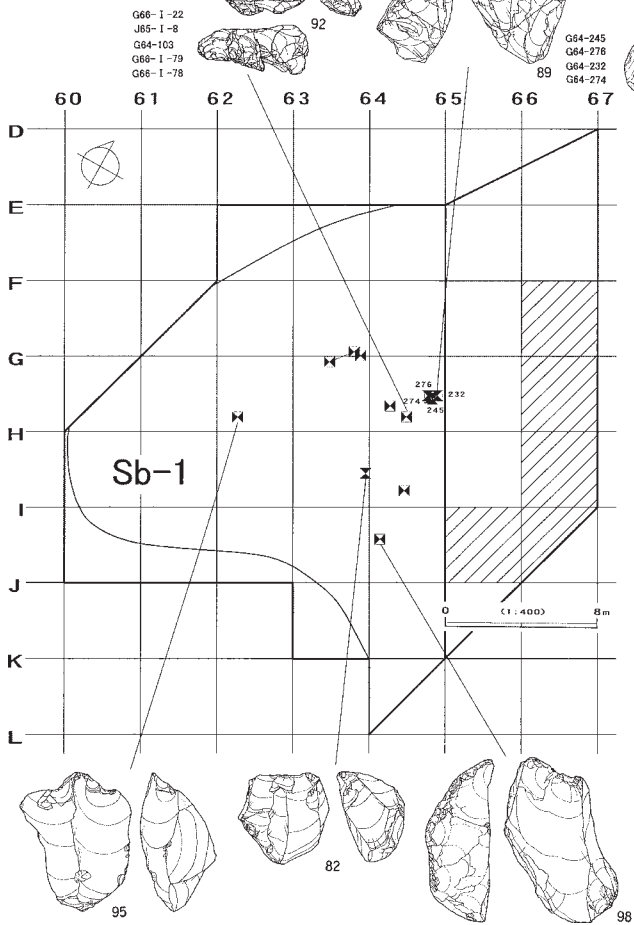 G66-Ⅰ-22
J65-Ⅰ-8
G64-103
G66-Ⅰ-79
G66-Ⅰ-78
92
89
G64-245
G64-276
G64-232
G64-274
60 61 62 63 64 65 66 67
D
E
F
G
276
274 232
245
H
Sb-1
I
J
0 (1:400) 8m
K
L
95
82
98